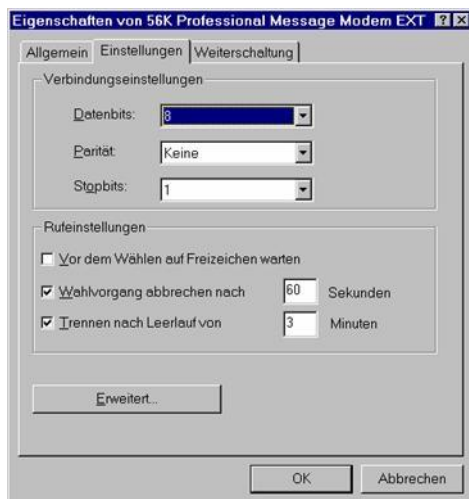 Eigenschaften von 56K Professional Message Modem EXT
Allgemein Einstellungen Weiterschaltung
Verbindungseinstellungen
Datenbits: 8
Parität: Keine
Stopbits: 1
Rufeinstellungen
Vor dem Wählen auf Freizeichen warten
Wahlvorgang abbrechen nach 60 Sekunden
Trennen nach Leerlauf von 3 Minuten
Erweitert...
OK Abbrechen